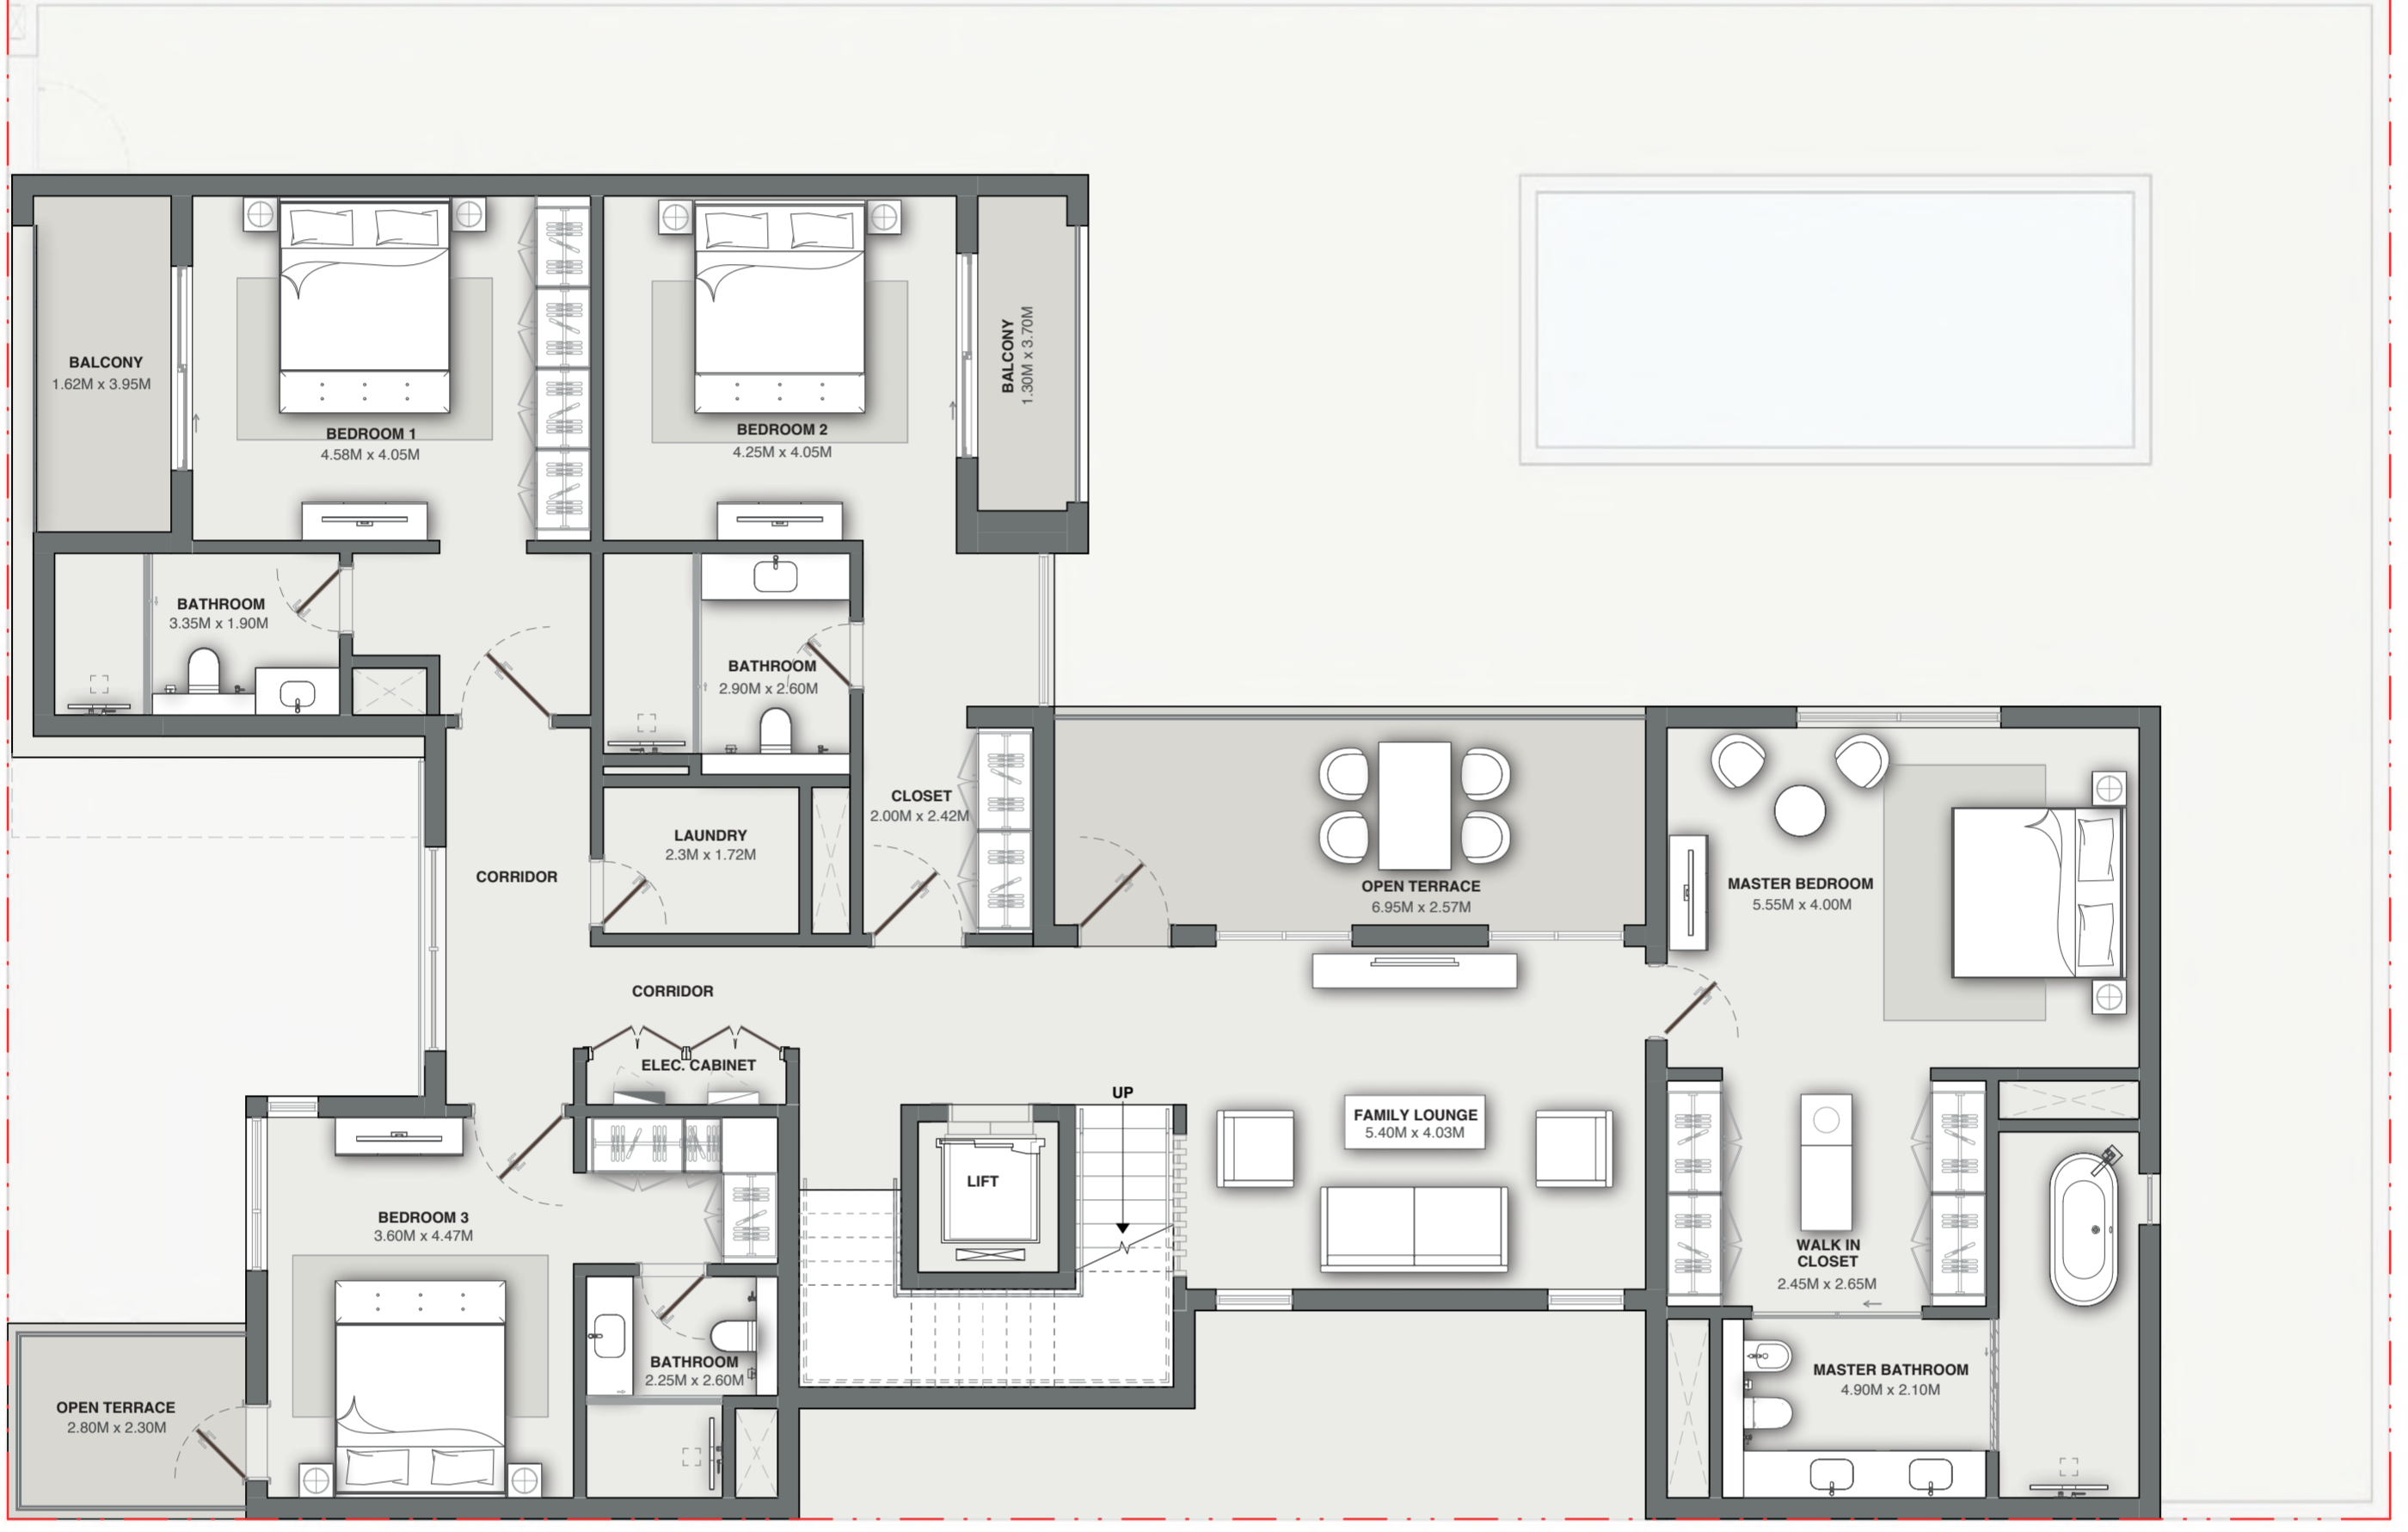 BALCONY
1.62M x 3.95M
BEDROOM 1
4.58M x 4.05M
BEDROOM 2
4.25M x 4.05M
BALCONY
1.30M x 3.70M
BATHROOM
3.35M x 1.90M
BATHROOM
2.90M x 2.60M
CLOSET
2.00M x 2.42M
LAUNDRY
2.3M x 1.72M
CORRIDOR
OPEN TERRACE
6.95M x 2.57M
MASTER BEDROOM
5.55M x 4.00M
CORRIDOR
ELEC. CABINET
UP
FAMILY LOUNGE
5.40M x 4.03M
LIFT
BEDROOM 3
3.60M x 4.47M
WALK IN
CLOSET
2.45M x 2.65M
BATHROOM
2.25M x 2.60M
MASTER BATHROOM
4.90M x 2.10M
OPEN TERRACE
2.80M x 2.30M